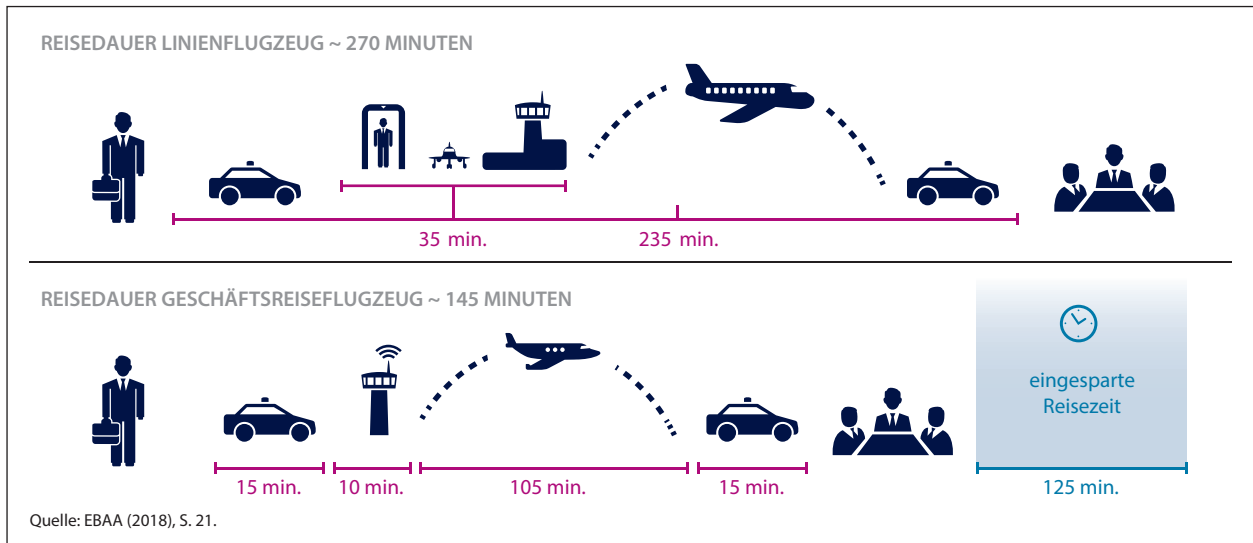 REISEDAUER LINIENFLUGZEUG ~ 270 MINUTEN
35 min.
235 min.
REISEDAUER GESCHÄFTSREISEFLUGZEUG ~ 145 MINUTEN
eingesparte
Reisezeit
15 min.
10 min.
105 min.
15 min.
125 min.
Quelle: EBAA (2018), S. 21.